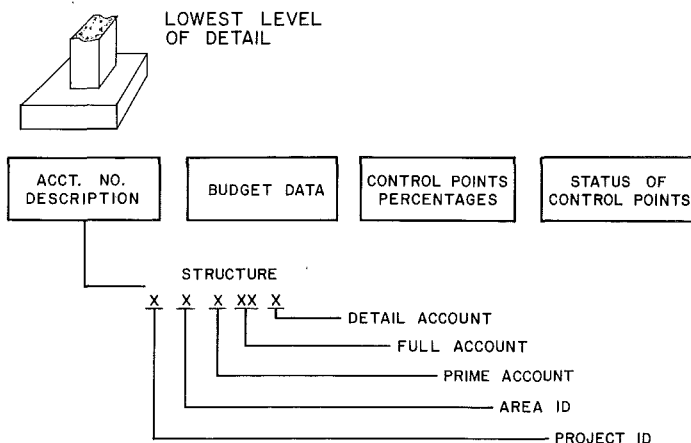 LOWEST LEVEL
OF DETAIL
ACCT. NO.
DESCRIPTION
BUDGET DATA
CONTROL POINTS
PERCENTAGES
STATUS OF
CONTROL POINTS
STRUCTURE
X X X XX X
DETAIL ACCOUNT
FULL ACCOUNT
PRIME ACCOUNT
AREA ID
PROJECT ID